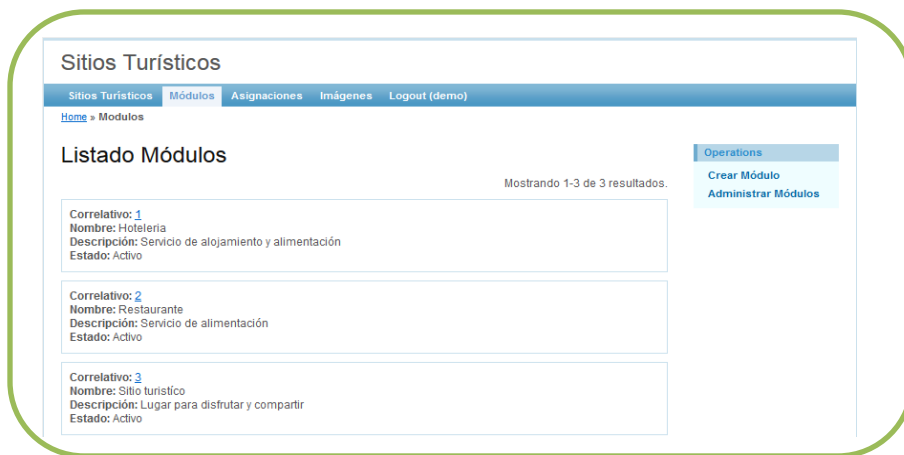 Sitios Turísticos
Sitios Turísticos Módulos Asignaciones Imágenes Logout (demo)
Home » Modulos
Listado Módulos
Mostrando 1-3 de 3 resultados.
Correlativo: 1
Nombre: Hoteleria
Descripción: Servicio de alojamiento y alimentación
Estado: Activo
Correlativo: 2
Nombre: Restaurante
Descripción: Servicio de alimentación
Estado: Activo
Correlativo: 3
Nombre: Sitio turistíco
Descripción: Lugar para disfrutar y compartir
Estado: Activo
Operations
Crear Módulo
Administrar Módulos